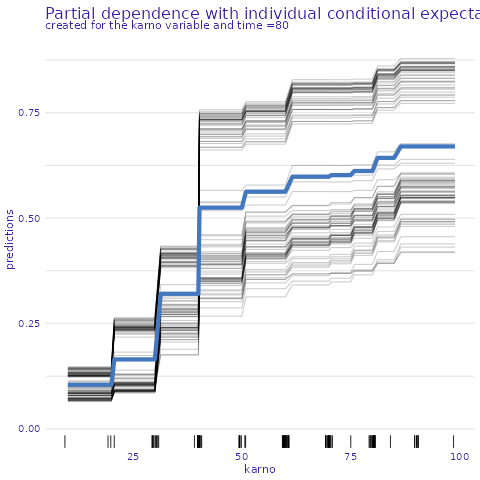 Partial dependence with individual conditional expecta
created for the karno variable and time =80
predictions
0.75
0.50
0.25
0.00
25
50
75
100
karno